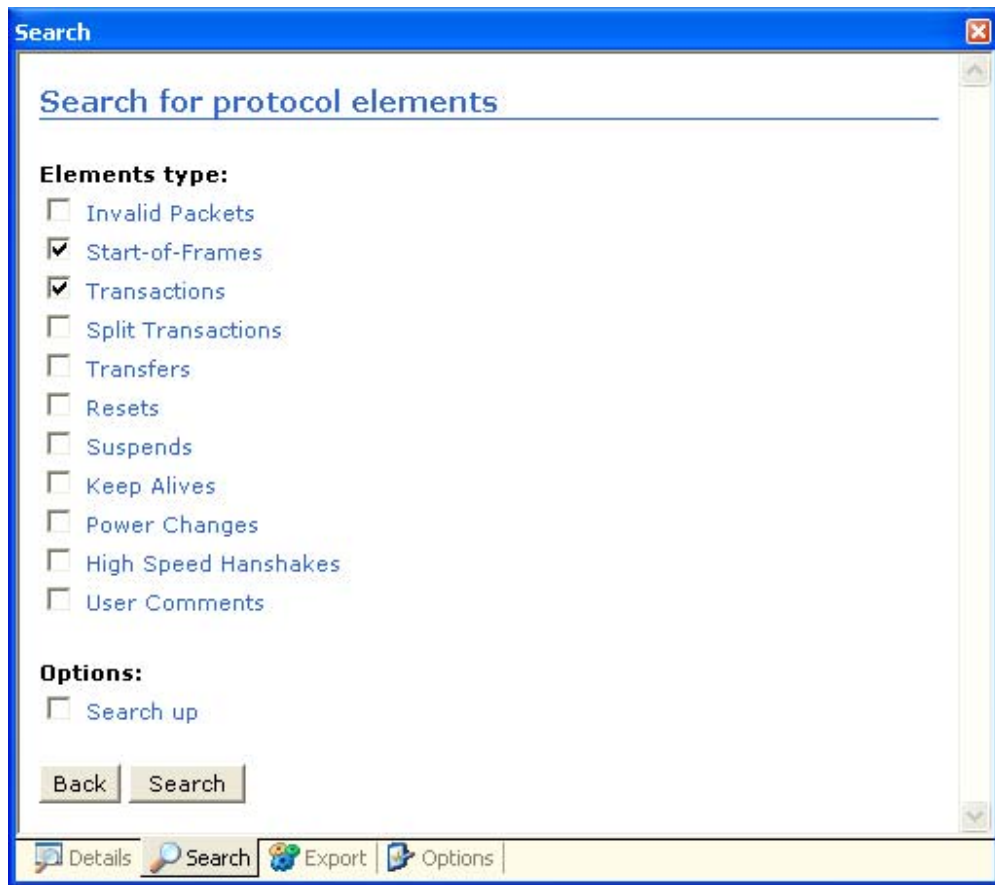 Search
Search for protocol elements
Elements type:
Invalid Packets
Start-of-Frames
Transactions
Split Transactions
Transfers
Resets
Suspends
Keep Alives
Power Changes
High Speed Hanshakes
User Comments
Options:
Search up
Back Search
Details Search Export Options